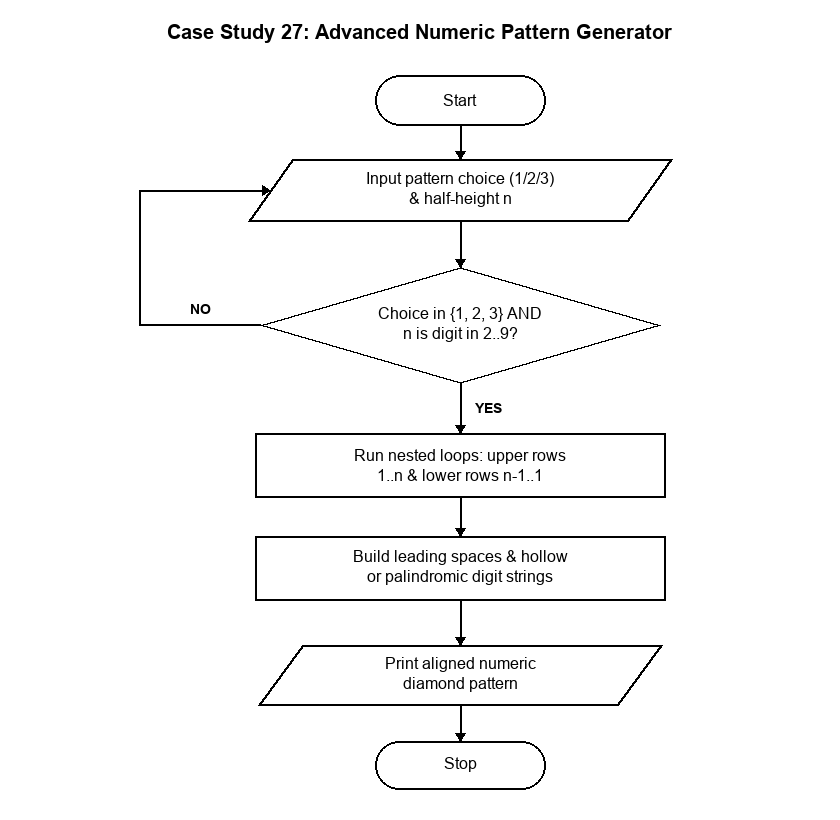 Case Study 27: Advanced Numeric Pattern Generator
Start
Input pattern choice (1/2/3)
& half-height n
Choice in {1, 2, 3} AND
n is digit in 2..9?
NO
YES
Run nested loops: upper rows
1..n & lower rows n-1..1
Build leading spaces & hollow
or palindromic digit strings
Print aligned numeric
diamond pattern
Stop